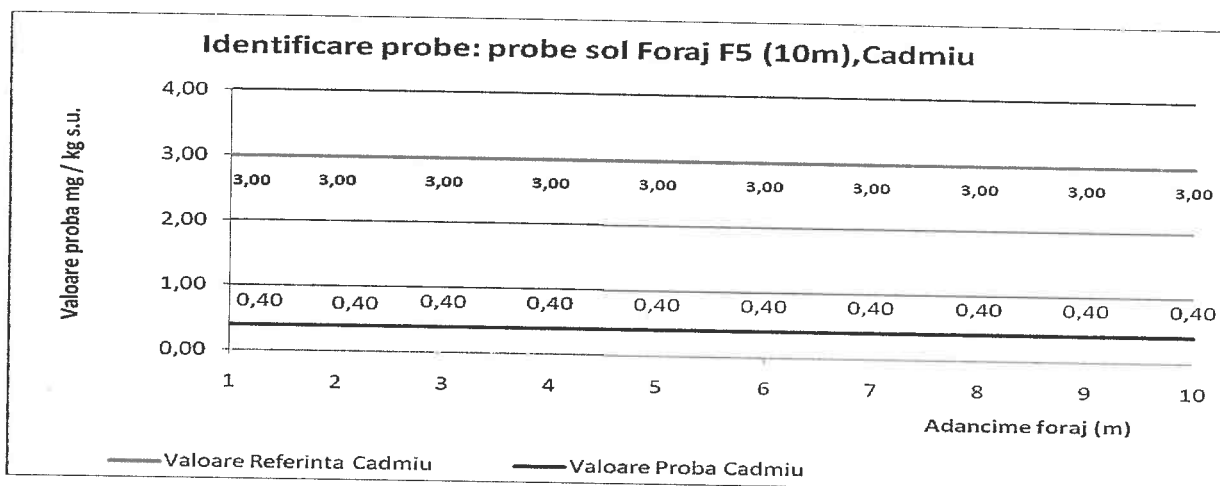 Identificare probe: probe sol Foraj F5 (10m),Cadmiu
Valoare proba mg / kg s.u.
4,00
3,00
3,00 3,00 3,00 3,00 3,00 3,00 3,00 3,00 3,00 3,00
2,00
1,00
0,40 0,40 0,40 0,40 0,40 0,40 0,40 0,40 0,40 0,40
0,00
1 2 3 4 5 6 7 8 9 10
Adancime foraj (m)
Valoare Referinta Cadmiu Valoare Proba Cadmiu